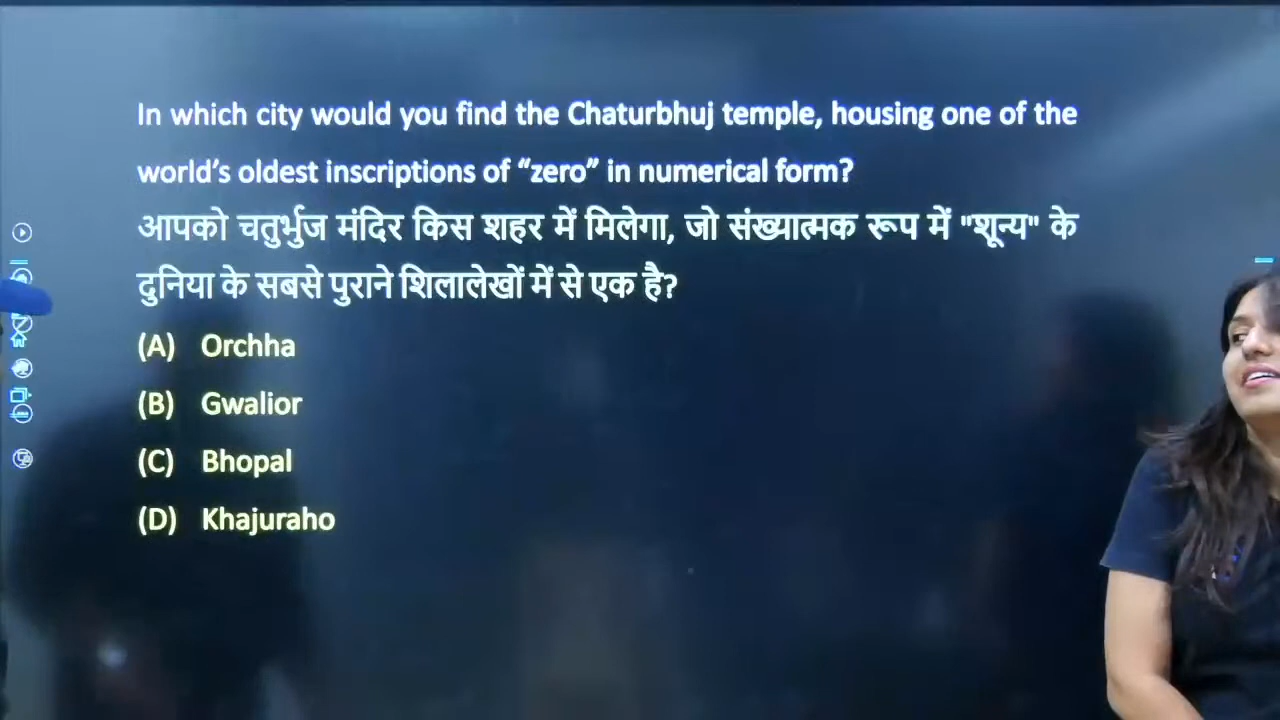 In which city would you find the Chaturbhuj temple, housing one of the
world's oldest inscriptions of “zero” in numerical form?
आपको चतुर्भुज मंदिर किस शहर में मिलेगा, जो संख्यात्मक रूप में "शून्य" के
दुनिया के सबसे पुराने शिलालेखों में से एक है?
(A) Orchha
(B) Gwalior
(C) Bhopal
(D) Khajuraho